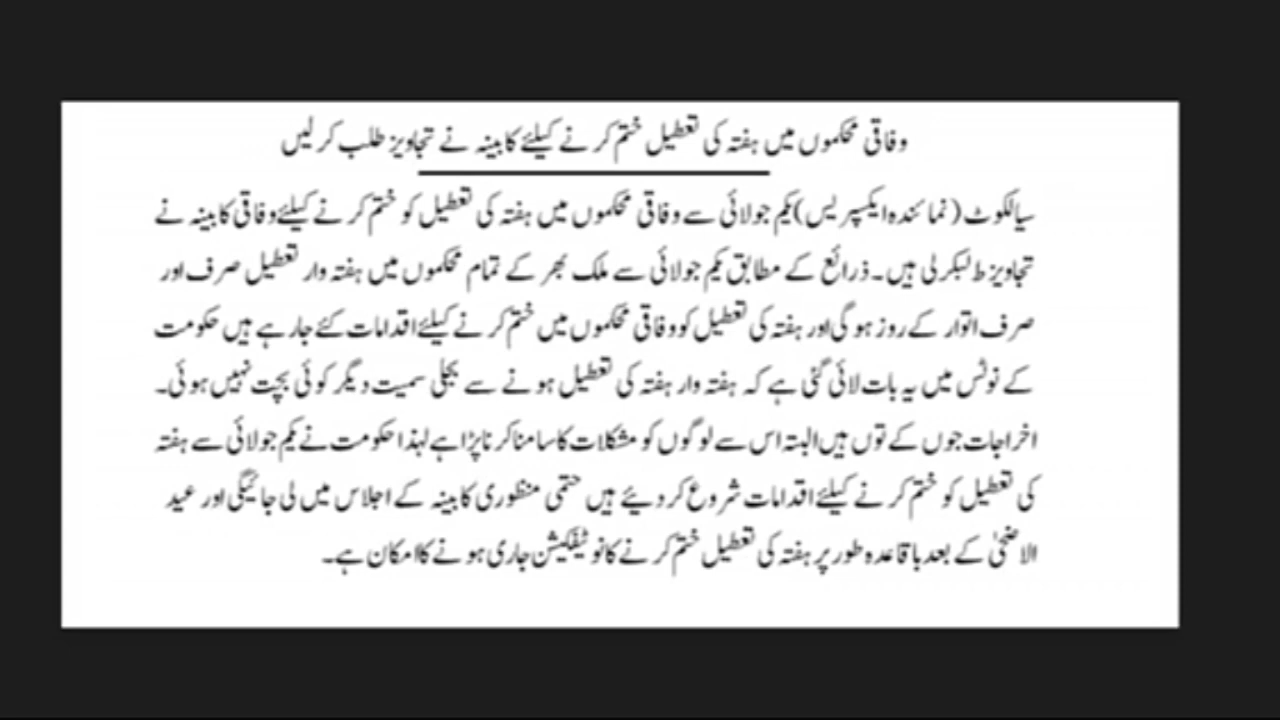 وفاقی محکموں میں ہفتہ کی تعطیل ختم کرنے کیلئے کابینہ نے تجاویز طلب کرلیں
سیالکوٹ (نمائندہ ایکسپریس) یکم جولائی سے وفاقی محکموں میں ہفتہ کی تعطیل کو ختم کرنے کیلئے وفاقی کابینہ نے
تجاویز طلبکرلی ہیں۔ ذرائع کے مطابق یکم جولائی سے ملک بھر کے تمام محکموں میں ہفتہ وار تعطیل صرف اور
صرف اتوار کے روز ہو گی اور ہفتہ کی تعطیل کو وفاقی محکموں میں ختم کرنے کیلئے اقدامات کئے جارہے ہیں حکومت
کے نوٹس میں یہ بات لائی گئی ہے کہ ہفتہ وار ہفتہ کی تعطیل ہونے سے بجلی سمیت دیگر کوئی بچت نہیں ہوئی۔
اخراجات جوں کے توں ہیں البتہ اس سے لوگوں کو مشکلات کا سامنا کرنا پڑا ہے لہذا حکومت نے یکم جولائی سے ہفتہ
کی تعطیل کو ختم کرنے کیلئے اقدامات شروع کر دیئے ہیں حتمی منظوری کابینہ کے اجلاس میں لی جائیگی اور عید
الاضحیٰ کے بعد باقاعدہ طور پر ہفتہ کی تعطیل ختم کرنے کا نوٹیفکیشن جاری ہونے کا امکان ہے۔